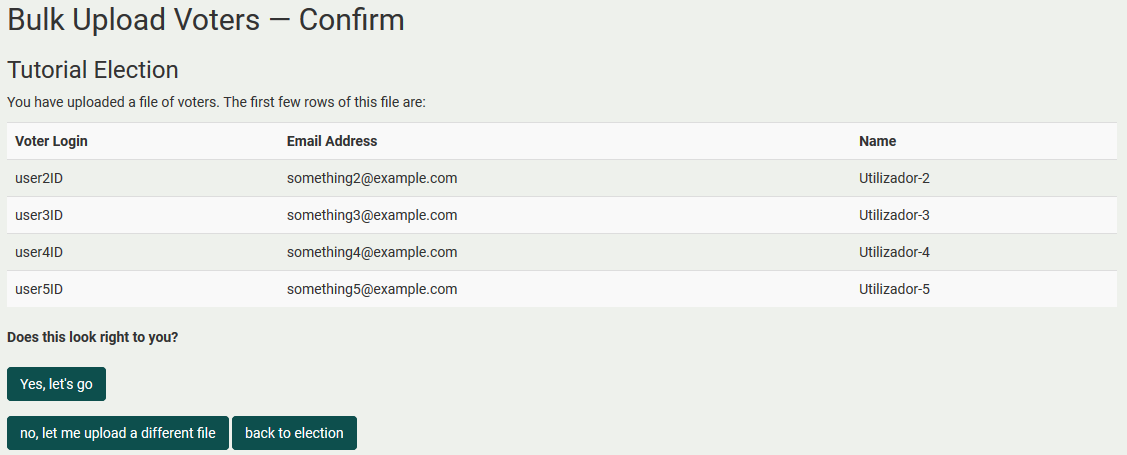 Bulk Upload Voters — Confirm
Tutorial Election
You have uploaded a file of voters. The first few rows of this file are:
Voter Login Email Address Name
user2ID something2@example.com Utilizador-2
user3ID something3@example.com Utilizador-3
user4ID something4@example.com Utilizador-4
user5ID something5@example.com Utilizador-5
Does this look right to you?
Yes, let's go
no, let me upload a different file back to election